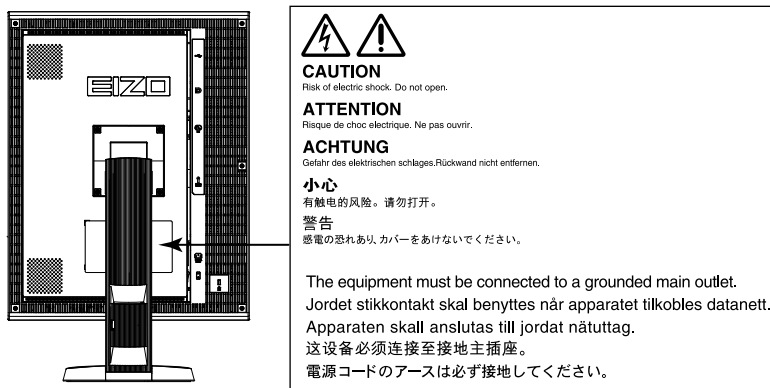 EIZO
CAUTION
Risk of electric shock. Do not open.
ATTENTION
Risque de choc electrique. Ne pas ouvrir.
ACHTUNG
Gefahr des elektrischen schlages.Rückwand nicht entfernen.
小心
有触电的风险。请勿打开。
警告
感電の恐れあり、カバーをあけないでください。
The equipment must be connected to a grounded main outlet.
Jordet stikkontakt skal benyttes når apparatet tilkobles datanett.
Apparaten skall anslutas till jordat nätuttag.
这设备必须连接至接地主插座。
電源コードのアースは必ず接地してください。